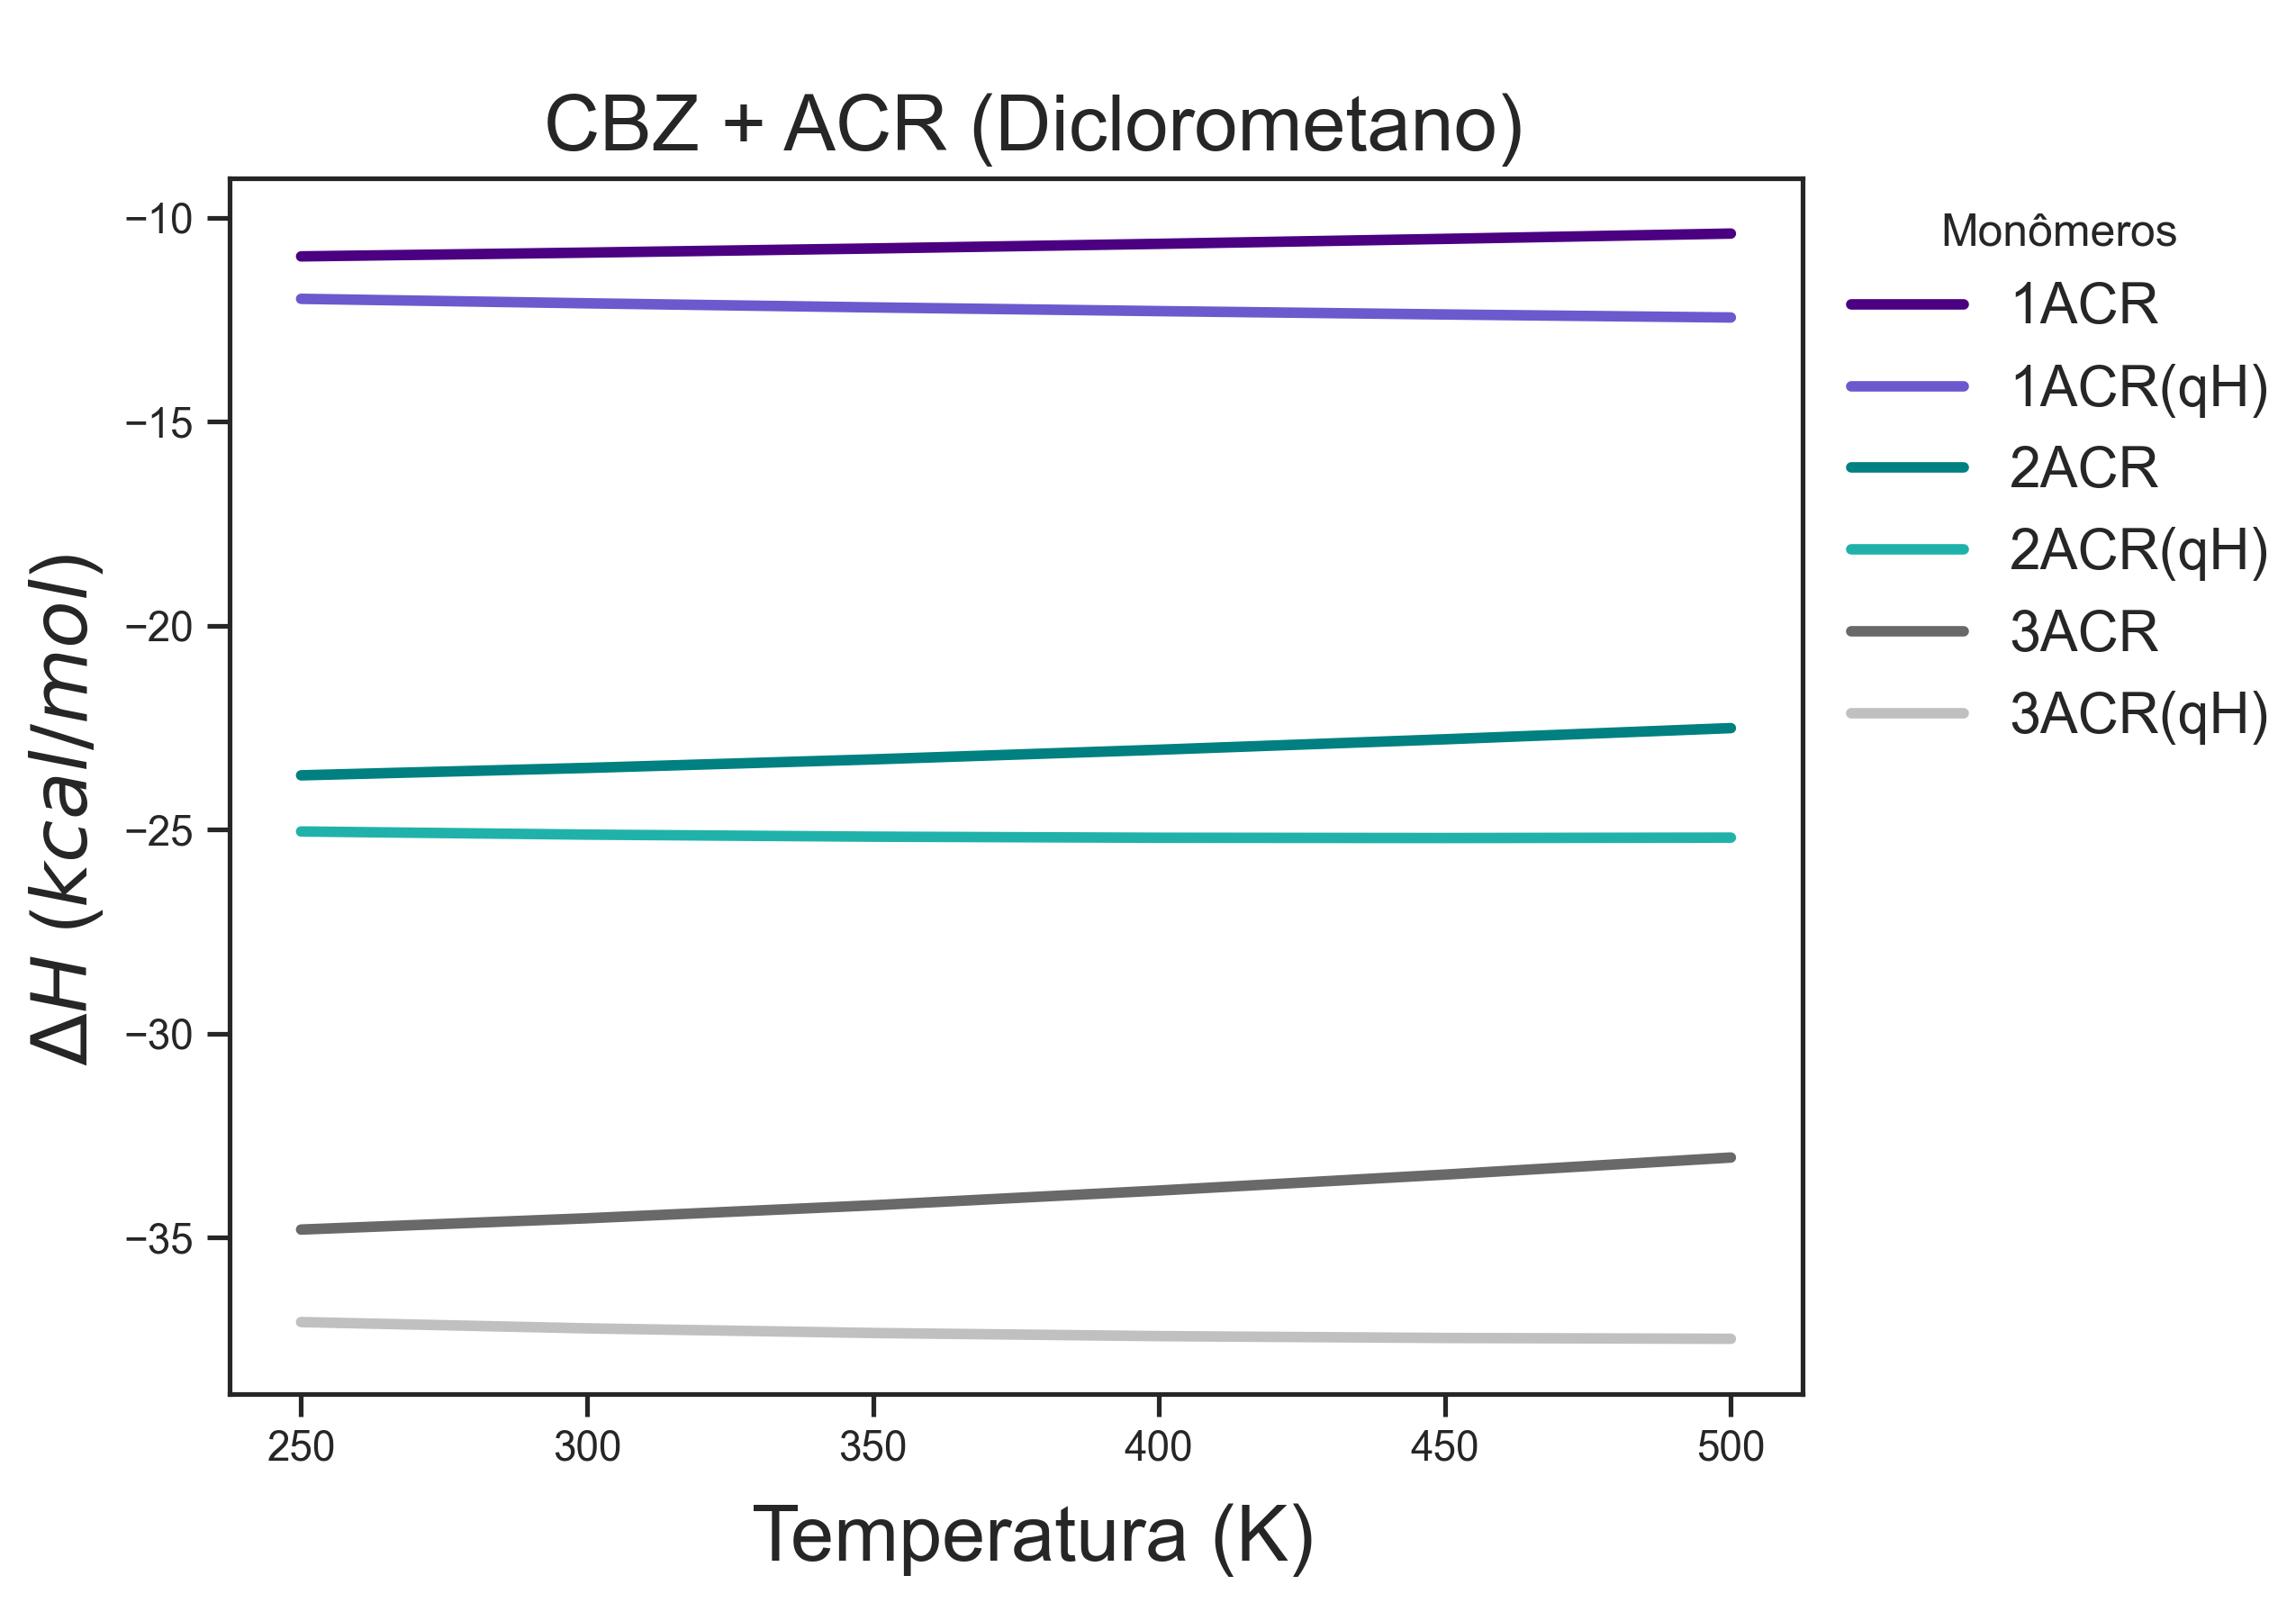 CBZ + ACR (Diclorometano)
ΔH (kcal/mol)
−10
−15
−20
−25
−30
−35
250 300 350 400 450 500
Temperatura (K)
Monômeros
1ACR
1ACR(qH)
2ACR
2ACR(qH)
3ACR
3ACR(qH)